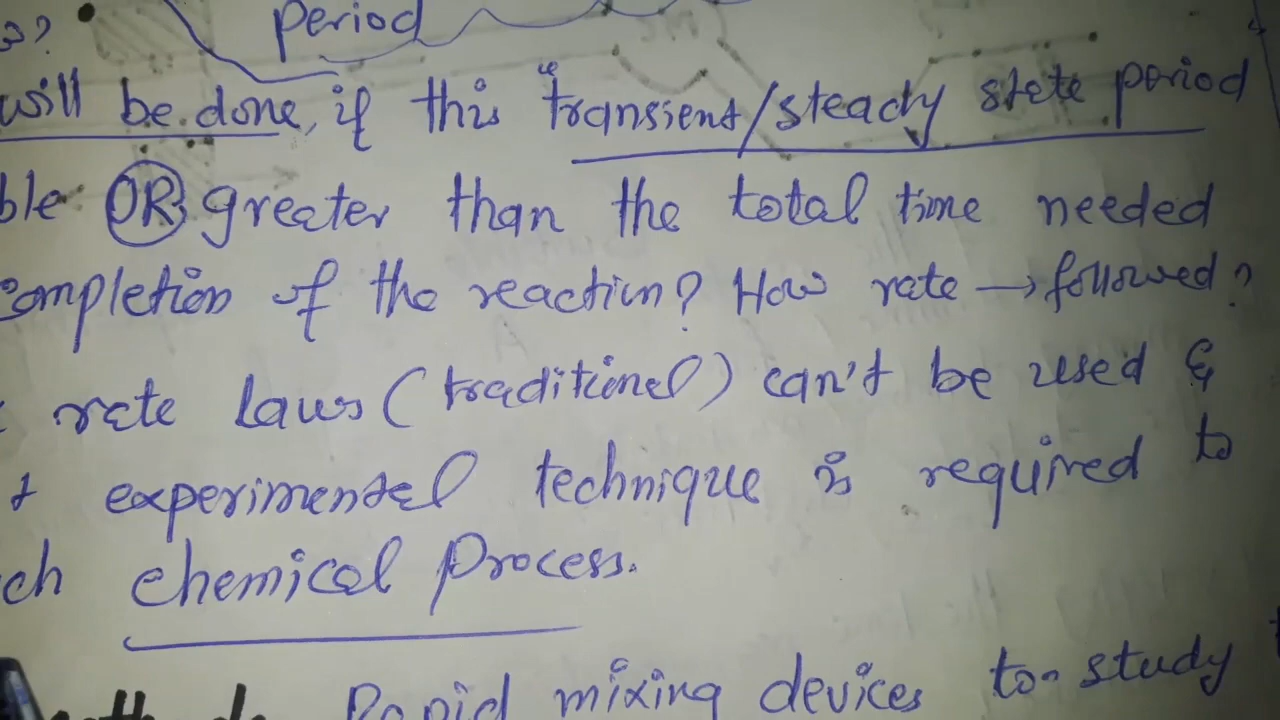 period
will be done, if this transient/steady state period
ble OR greater than the total time needed
completion of the reaction? How rate → followed?
rate laws (traditional) can't be used &
t experimental technique is required to
ch chemical process.
Rapid mixing devices to study